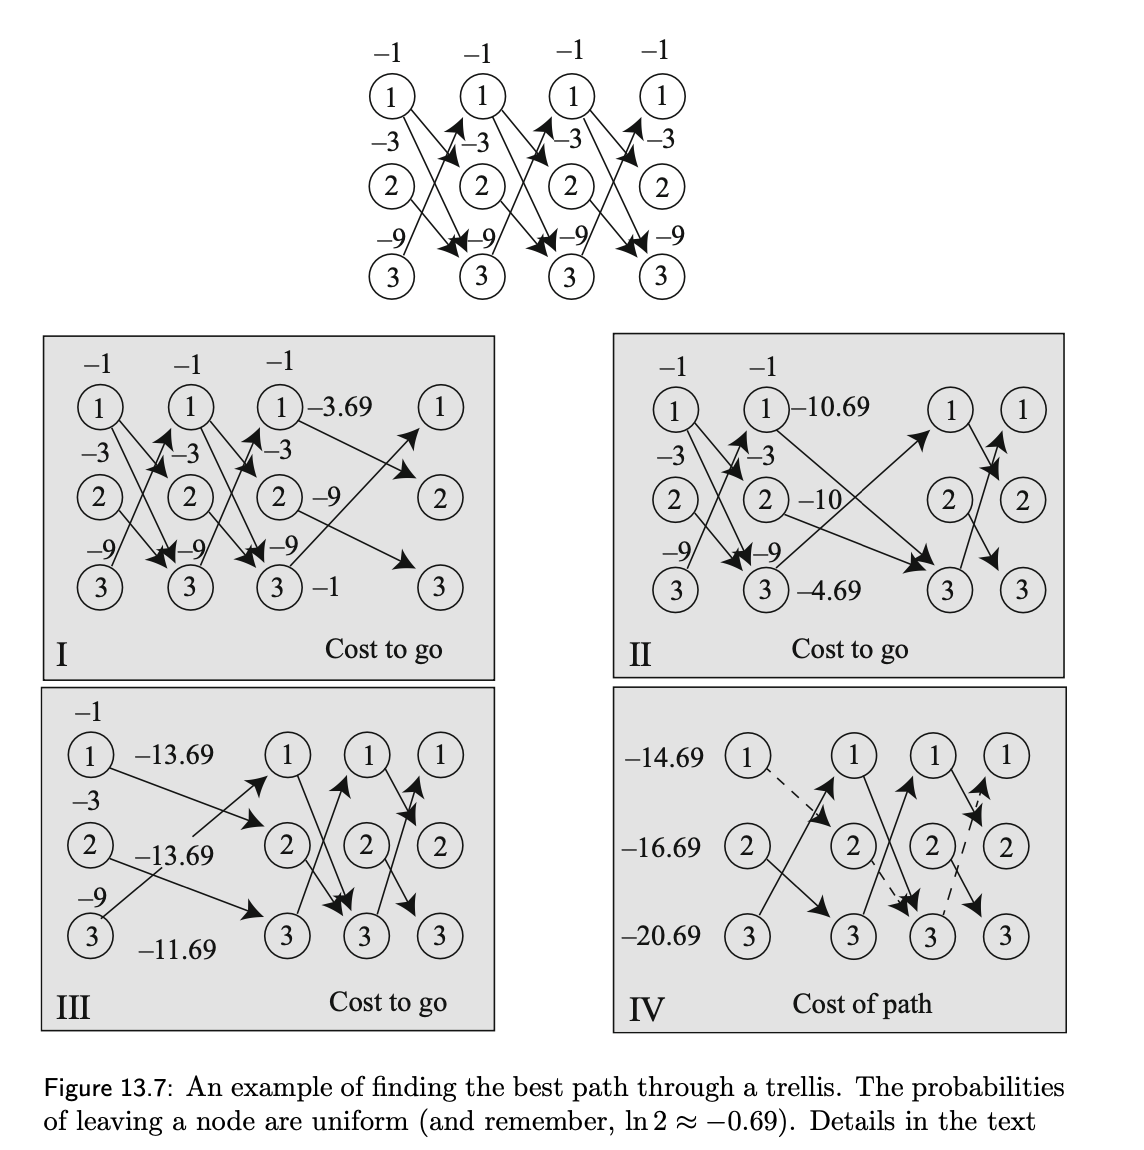 –1 –1 –1 –1
1 1 1 1
–3 –3 –3 –3
2 2 2 2
–9 –9 –9 –9
3 3 3 3
–1 –1 –1
1 1 1 –3.69 1
–3 –3 –3
2 2 2 –9 2
–9 –9 –9
3 3 3 –1 3
I Cost to go
–1 –1
1 1 –10.69 1 1
–3 –3
2 2 –10 2 2
–9 –9
3 3 –4.69 3 3
II Cost to go
–1
1 –13.69 1 1 1
–3
2 –13.69 2 2 2
–9
3 –11.69 3 3 3
III Cost to go
–14.69 1 1 1 1
–16.69 2 2 2 2
–20.69 3 3 3 3
IV Cost of path
Figure 13.7: An example of finding the best path through a trellis. The probabilities
of leaving a node are uniform (and remember, ln 2 ≈ −0.69). Details in the text